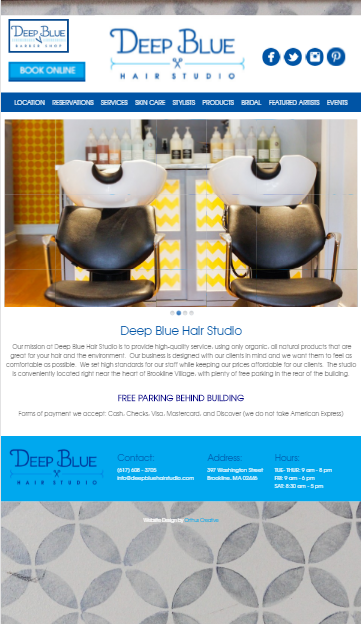 DEEP BLUE
BARBER SHOP
BOOK ONLINE
DEEP BLUE
HAIR STUDIO
LOCATION RESERVATIONS SERVICES SKIN CARE STYLISTS PRODUCTS BRIDAL FEATURED ARTISTS EVENTS
Deep Blue Hair Studio
Our mission at Deep Blue Hair Studio is to provide high-quality service, using only organic, all natural products that are
great for your hair and the environment. Our business is designed with our clients in mind and we want them to feel as
comfortable as possible. We set high standards for our staff while keeping our prices affordable for our clients. The studio
is conveniently located right near the heart of Brookline Village, with plenty of free parking in the rear of the building.
FREE PARKING BEHIND BUILDING
Forms of payment we accept: Cash, Checks, Visa, Mastercard, and Discover (we do not take American Express)
DEEP BLUE
HAIR STUDIO
Contact:
(617) 608 - 3735
info@deepbluehairstudio.com
Address:
397 Washington Street
Brookline, MA 02445
Hours:
TUE- THUR: 9 am - 8 pm
FRI: 9 am - 6 pm
SAT: 8:30 am - 5 pm
Website Design by Cirtrus Creative